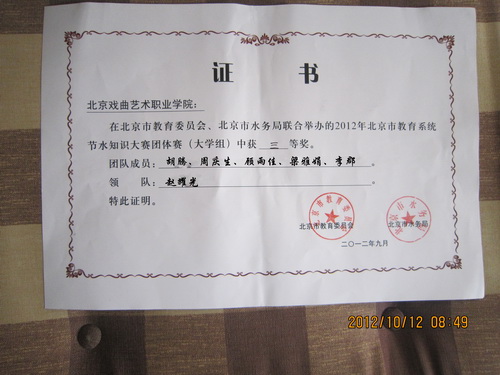 证 书
北京戏曲艺术职业学院：
在北京市教育委员会、北京市水务局联合举办的2012年北京市教育系统
节水知识大赛团体赛（大学组）中获 三 等奖。
团队成员：胡腾，周庆生、顾雨佳、梁雅娟、李郡
领 队：赵耀光
特此证明。
北京市教育委员会 北京市水务局
二〇一二年九月
2012/10/12 08:49